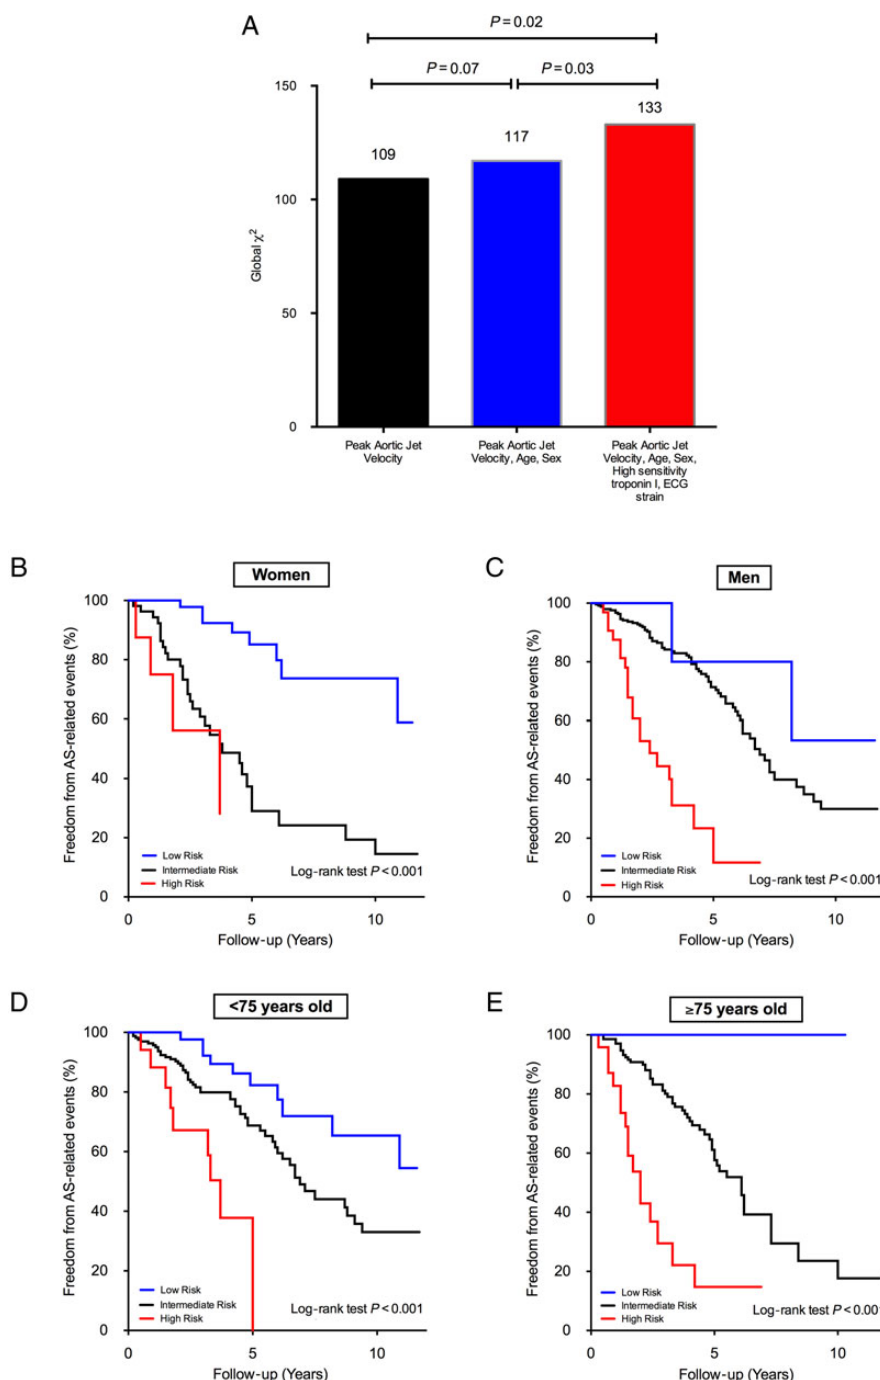 A
P = 0.02
P = 0.07
P = 0.03
150
133
117
109
100
Global χ²
50
0
Peak Aortic Jet
Velocity
Peak Aortic Jet
Velocity, Age, Sex
Peak Aortic Jet
Velocity, Age, Sex,
High sensitivity
troponin I, ECG
strain
B
Women
Freedom from AS-related events (%)
100
80
60
40
20
0
Low Risk
Intermediate Risk
High Risk
Log-rank test P < 0.001
0
5
10
Follow-up (Years)
C
Men
Freedom from AS-related events (%)
100
80
60
40
20
0
Low Risk
Intermediate Risk
High Risk
Log-rank test P < 0.001
0
5
10
Follow-up (Years)
D
<75 years old
Freedom from AS-related events (%)
100
80
60
40
20
0
Low Risk
Intermediate Risk
High Risk
Log-rank test P < 0.001
0
5
10
Follow-up (Years)
E
≥75 years old
Freedom from AS-related events (%)
100
80
60
40
20
0
Low Risk
Intermediate Risk
High Risk
Log-rank test P < 0.001
0
5
10
Follow-up (Years)